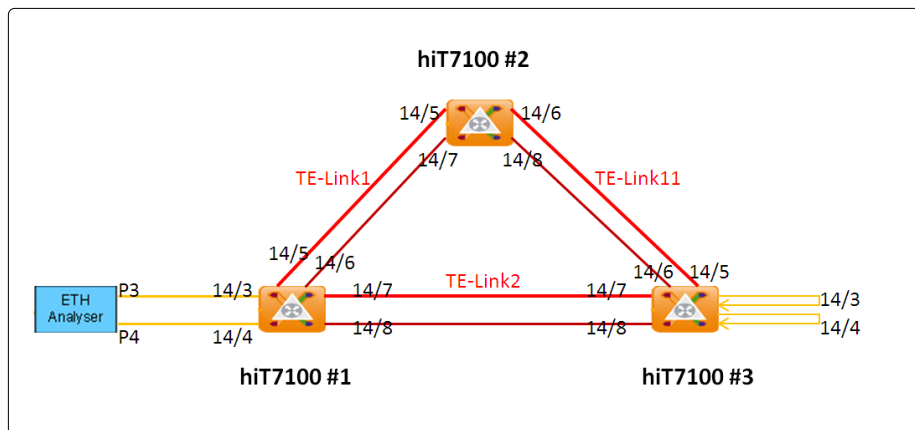 hiT7100 #2
14/5
14/6
14/7
14/8
TE-Link1
TE-Link11
14/5
14/6
14/6
14/5
P3
14/3
14/7
TE-Link2
14/7
14/3
ETH
Analyser
P4
14/4
14/8
14/8
14/4
hiT7100 #1
hiT7100 #3